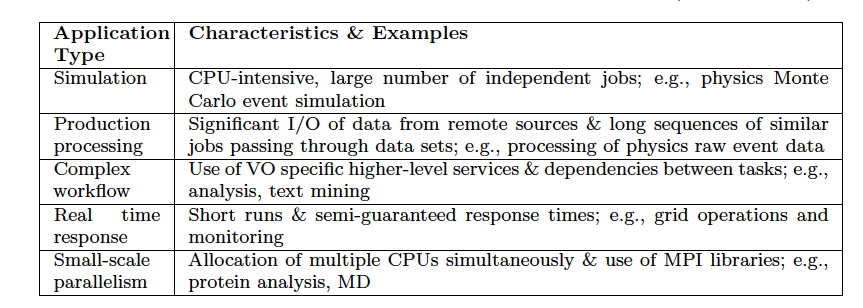 Application Type | Characteristics & Examples
Simulation | CPU-intensive, large number of independent jobs; e.g., physics Monte
Carlo event simulation
Production | Significant I/O of data from remote sources & long sequences of similar
processing | jobs passing through data sets; e.g., processing of physics raw event data
Complex | Use of VO specific higher-level services & dependencies between tasks; e.g.,
workflow | analysis, text mining
Real time | Short runs & semi-guaranteed response times; e.g., grid operations and
response | monitoring
Small-scale | Allocation of multiple CPUs simultaneously & use of MPI libraries; e.g.,
parallelism | protein analysis, MD